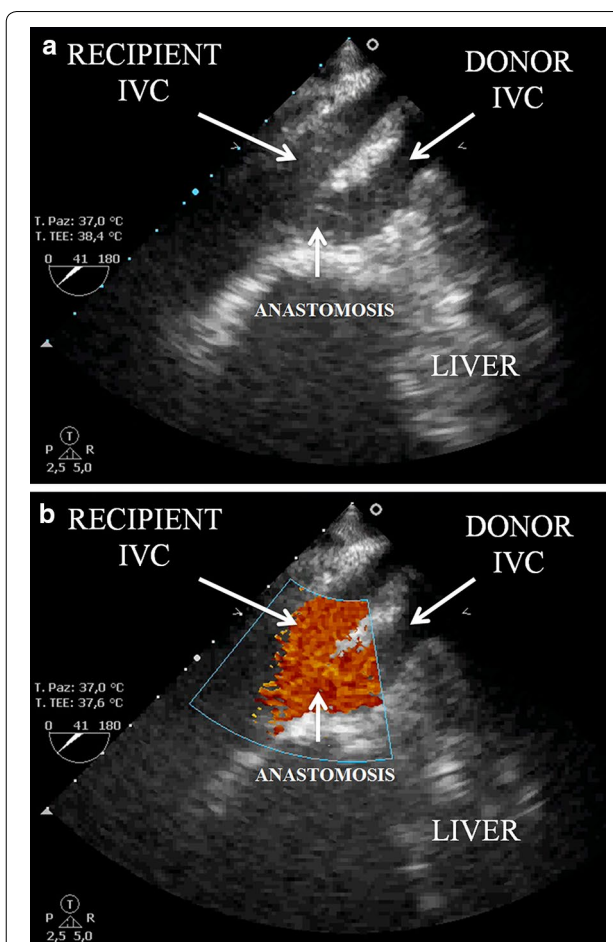 a
RECIPIENT
IVC
DONOR
IVC
T. Paz: 37,0 °C
T. TEE: 38,4 °C
0 41 180
ANASTOMOSIS
LIVER
T
P R
2,5 5,0
b
RECIPIENT
IVC
DONOR
IVC
T. Paz: 37,0 °C
T. TEE: 37,6 °C
0 41 180
ANASTOMOSIS
LIVER
T
P R
2,5 5,0